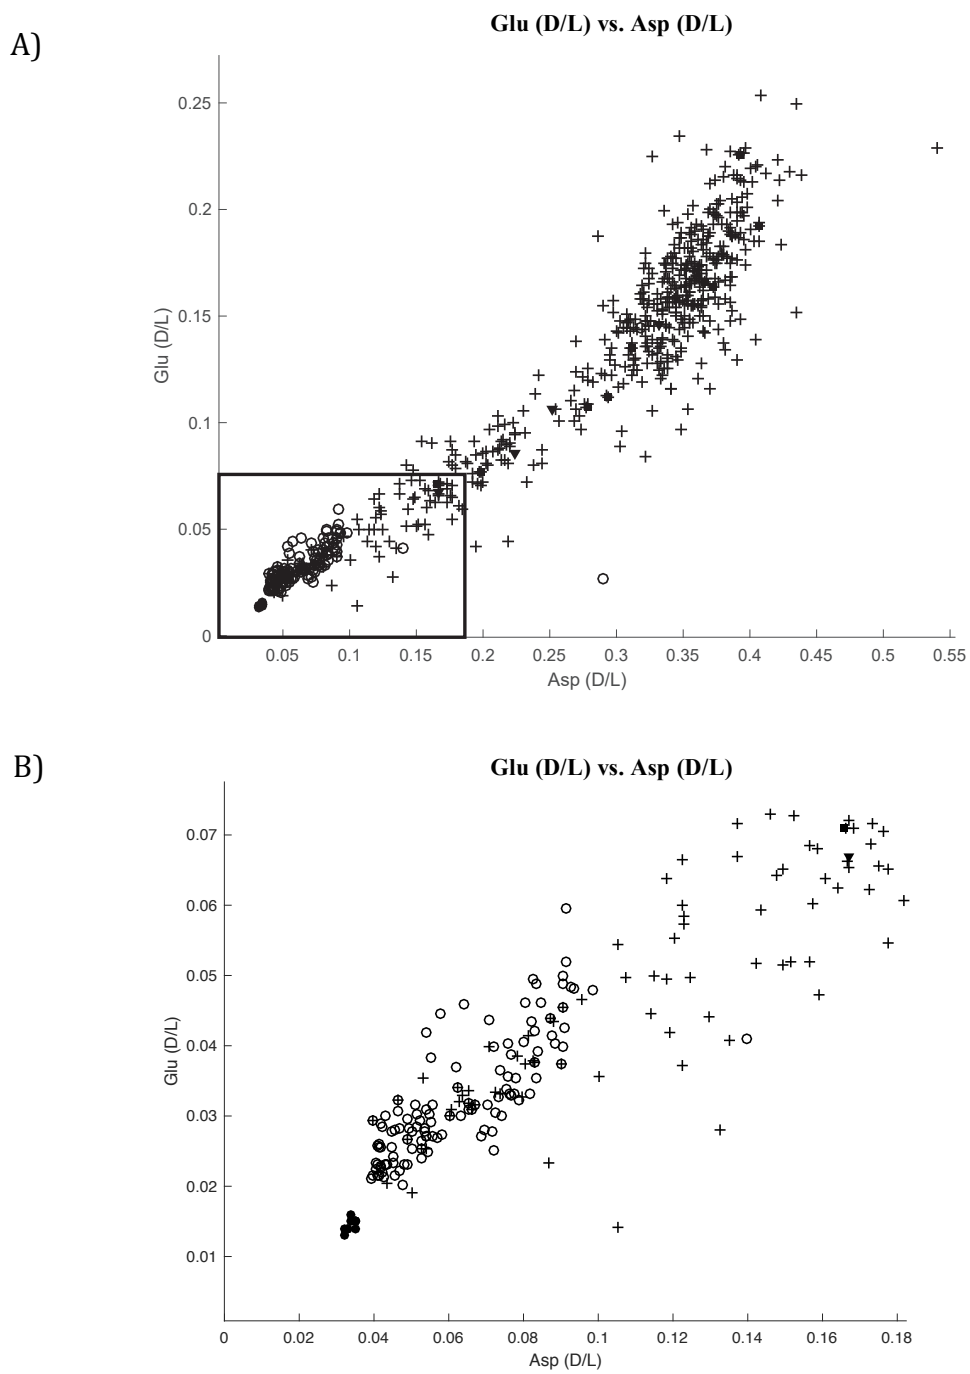 A)
Glu (D/L) vs. Asp (D/L)
0.25
0.2
0.15
0.1
0.05
0
Glu (D/L)
0.05 0.1 0.15 0.2 0.25 0.3 0.35 0.4 0.45 0.5 0.55
Asp (D/L)
B)
Glu (D/L) vs. Asp (D/L)
0.07
0.06
0.05
0.04
0.03
0.02
0.01
Glu (D/L)
0 0.02 0.04 0.06 0.08 0.1 0.12 0.14 0.16 0.18
Asp (D/L)